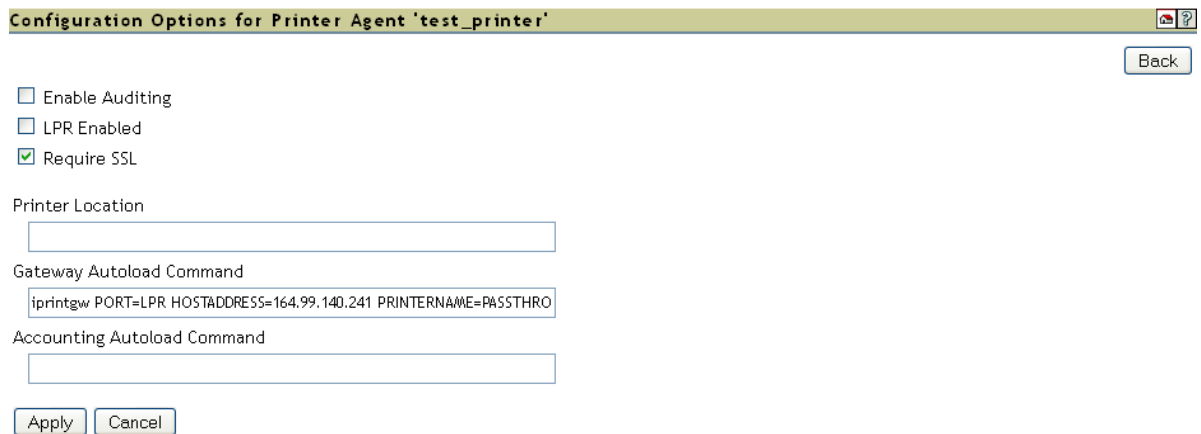 Configuration Options for Printer Agent 'test_printer'
?
Back
Enable Auditing
LPR Enabled
Require SSL
Printer Location
Gateway Autoload Command
iprintgw PORT=LPR HOSTADDRESS=164.99.140.241 PRINTERNAME=PASSTHRO
Accounting Autoload Command
Apply Cancel